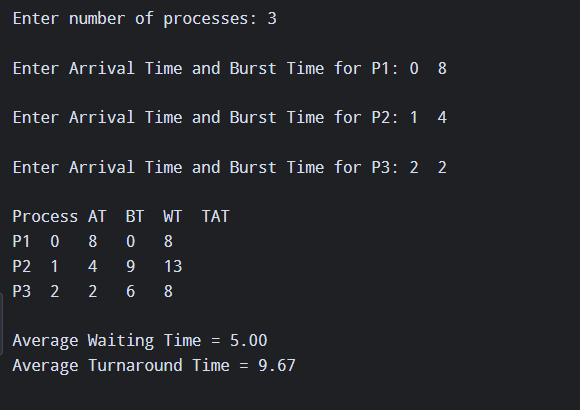 Enter number of processes: 3
Enter Arrival Time and Burst Time for P1: 0  8
Enter Arrival Time and Burst Time for P2: 1  4
Enter Arrival Time and Burst Time for P3: 2  2
Process AT  BT  WT  TAT
P1  0   8   0   8
P2  1   4   9   13
P3  2   2   6   8
Average Waiting Time = 5.00
Average Turnaround Time = 9.67